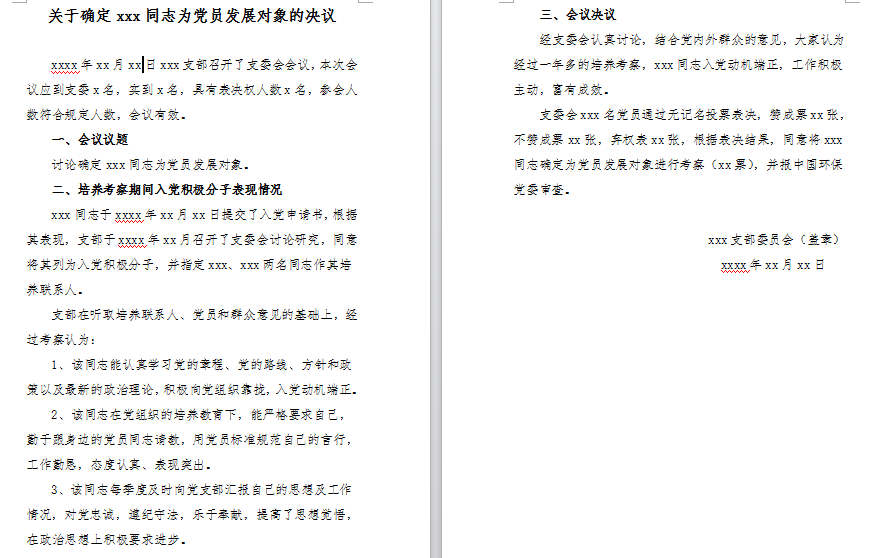 关于确定 xxx 同志为党员发展对象的决议
xxxx 年 xx 月 xx 日 xxx 支部召开了支委会会议，本次会
议应到支委 x 名，实到 x 名，具有表决权人数 x 名，参会人
数符合规定人数，会议有效。
一、会议议题
讨论确定 xxx 同志为党员发展对象。
二、培养考察期间入党积极分子表现情况
xxx 同志于 xxxx 年 xx 月 xx 日提交了入党申请书，根据
其表现，支部于 xxxx 年 xx 月召开了支委会讨论研究，同意
将其列为入党积极分子，并指定 xxx、xxx 两名同志作其培
养联系人。
支部在听取培养联系人、党员和群众意见的基础上，经
过考察认为：
1、该同志能认真学习党的章程、党的路线、方针和政
策以及最新的政治理论，积极向党组织靠拢，入党动机端正。
2、该同志在党组织的培养教育下，能严格要求自己，
勤于跟身边的党员同志请教，用党员标准规范自己的言行，
工作勤恳，态度认真、表现突出。
3、该同志每季度及时向党支部汇报自己的思想及工作
情况，对党忠诚，遵纪守法，乐于奉献，提高了思想觉悟，
在政治思想上积极要求进步。
三、会议决议
经支委会认真讨论，结合党内外群众的意见，大家认为
经过一年多的培养考察，xxx 同志入党动机端正，工作积极
主动，富有成效。
支委会 xxx 名党员通过无记名投票表决，赞成票 xx 张，
不赞成票 xx 张，弃权表 xx 张，根据表决结果，同意将 xxx
同志确定为党员发展对象进行考察（xx 票），并报中国环保
党委审查。
xxx 支部委员会（盖章）
xxxx 年 xx 月 xx 日